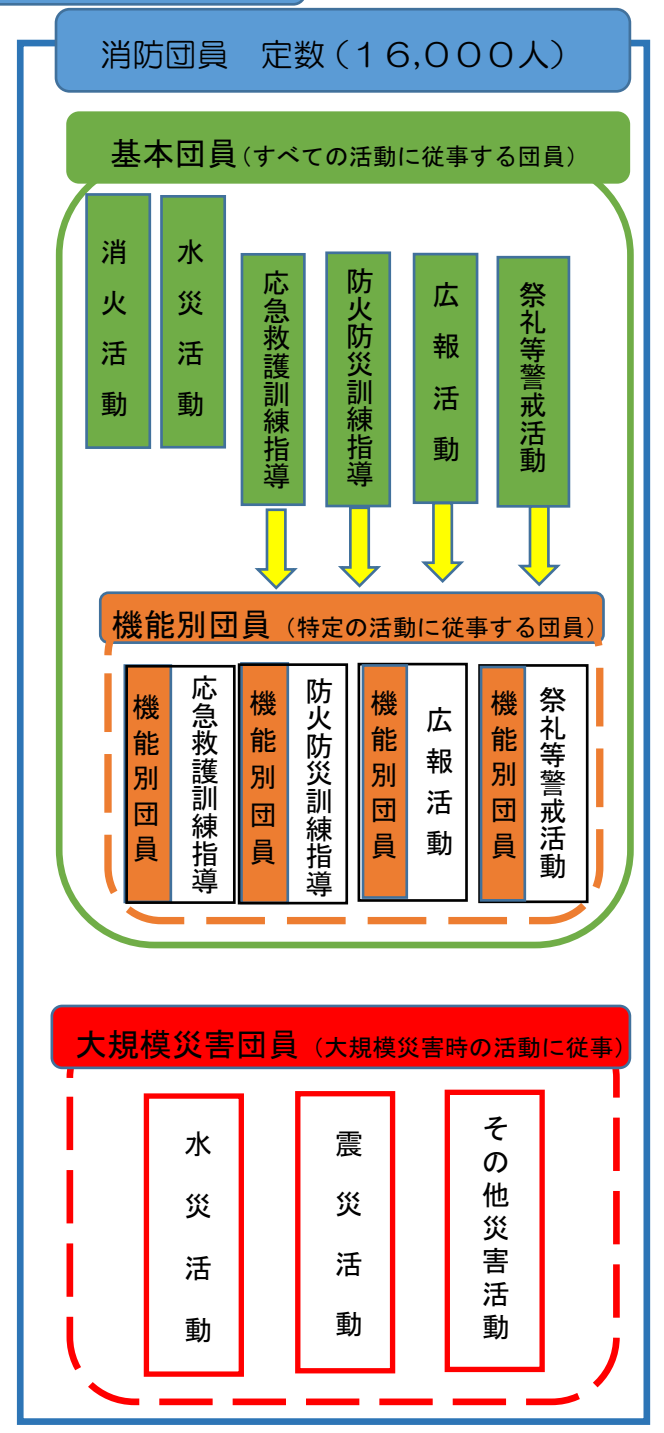 消防団員　定数（１６,０００人）
基本団員（すべての活動に従事する団員）
消火活動
水災活動
応急救護訓練指導
防火防災訓練指導
広報活動
祭礼等警戒活動
機能別団員（特定の活動に従事する団員）
機能別団員
応急救護訓練指導
機能別団員
防火防災訓練指導
機能別団員
広報活動
機能別団員
祭礼等警戒活動
大規模災害団員（大規模災害時の活動に従事）
水災活動
震災活動
その他災害活動